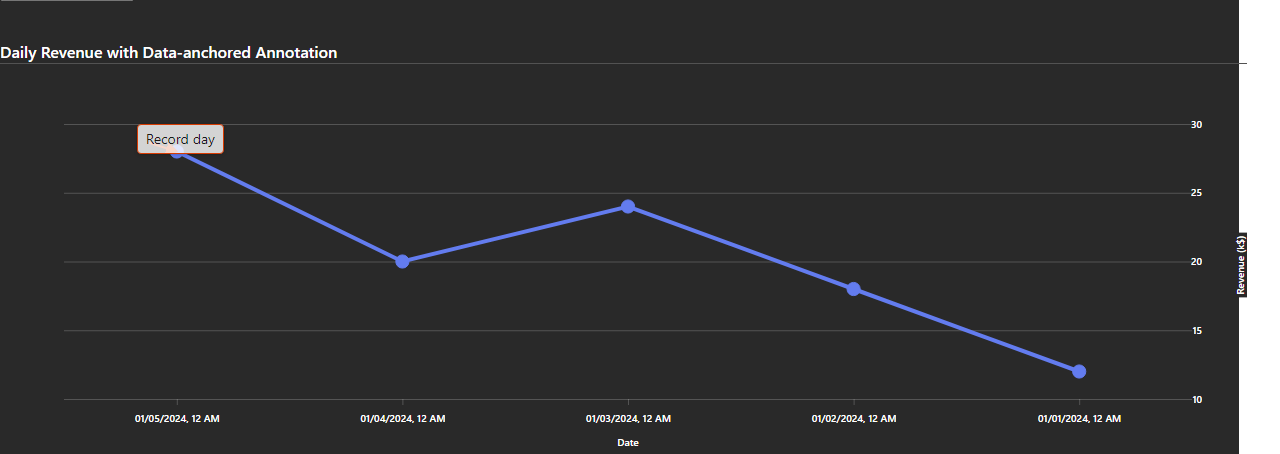 Daily Revenue with Data-anchored Annotation
Record day
30
25
20
15
10
Revenue (k$)
01/05/2024, 12 AM
01/04/2024, 12 AM
01/03/2024, 12 AM
01/02/2024, 12 AM
01/01/2024, 12 AM
Date